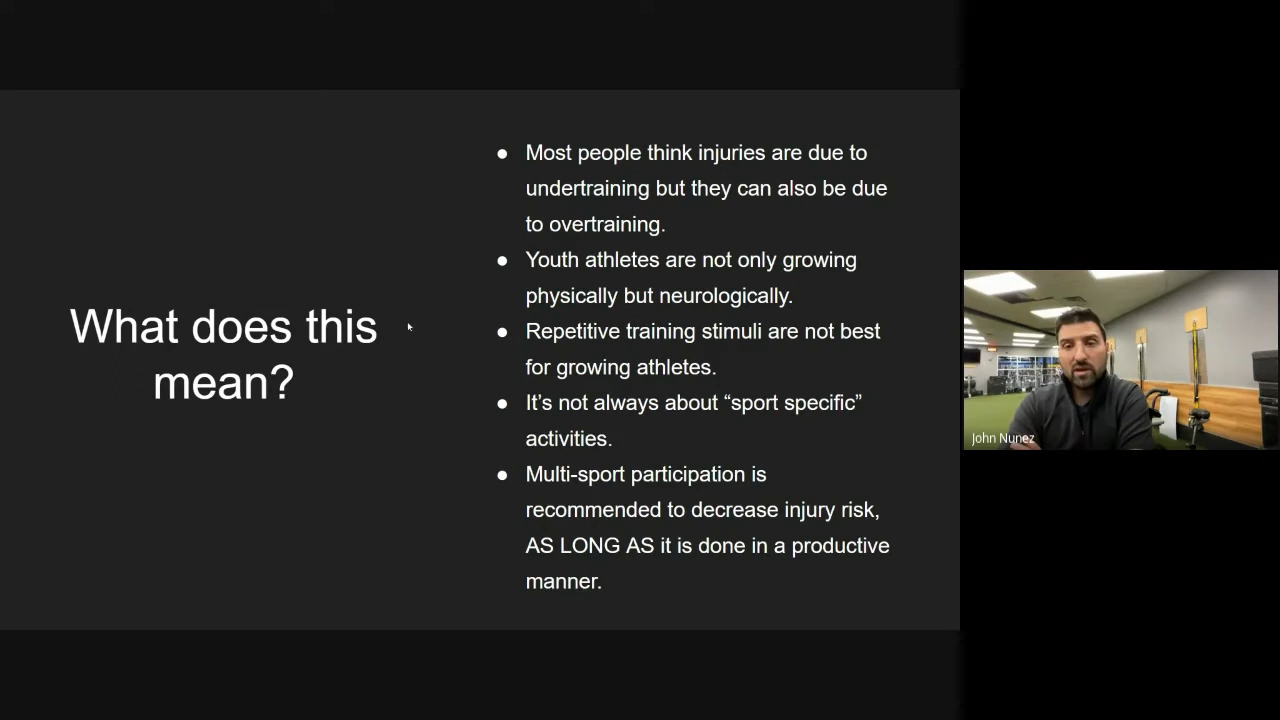 What does this
mean?
● Most people think injuries are due to
undertraining but they can also be due
to overtraining.
● Youth athletes are not only growing
physically but neurologically.
● Repetitive training stimuli are not best
for growing athletes.
● It’s not always about “sport specific”
activities.
● Multi-sport participation is
recommended to decrease injury risk,
AS LONG AS it is done in a productive
manner.
John Nunez